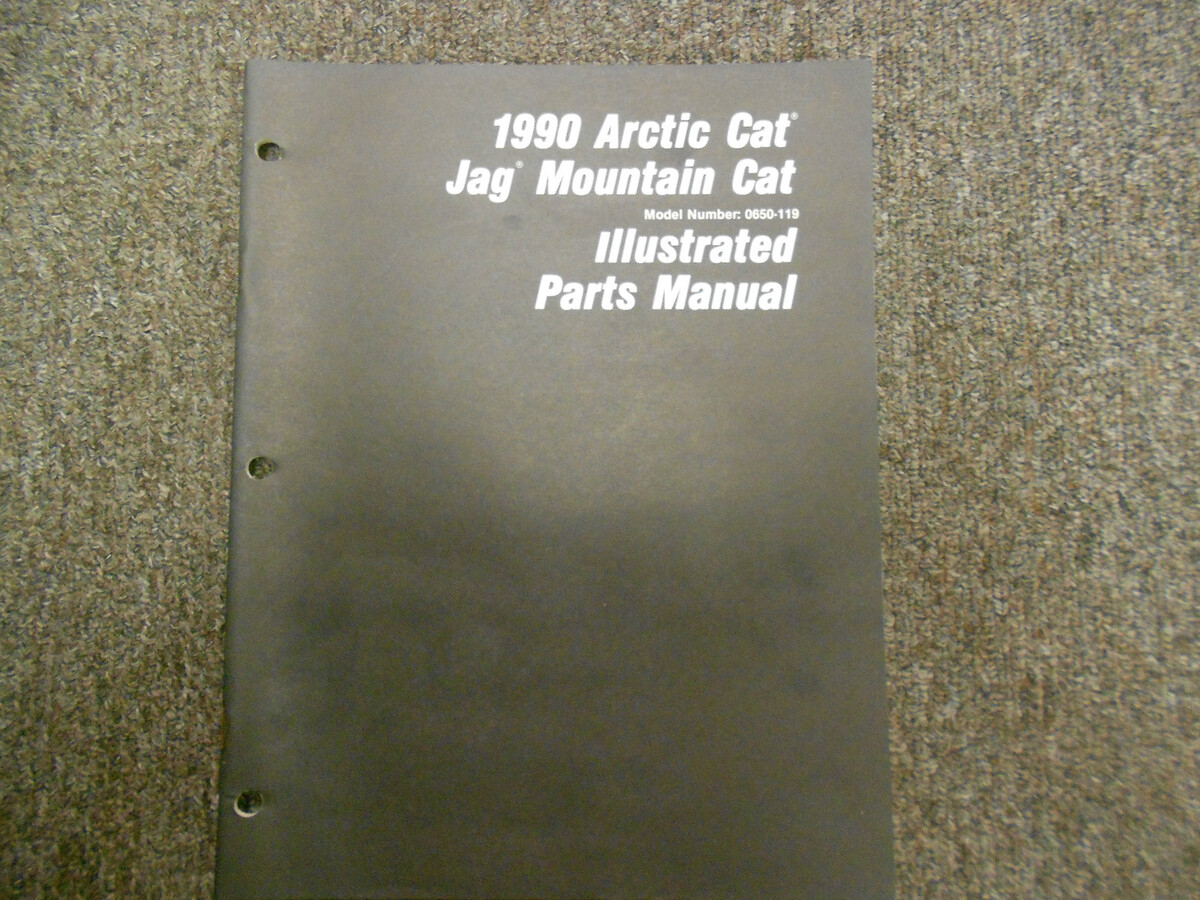 1990 Arctic Cat®
Jag® Mountain Cat
Model Number: 0650-119
Illustrated
Parts Manual